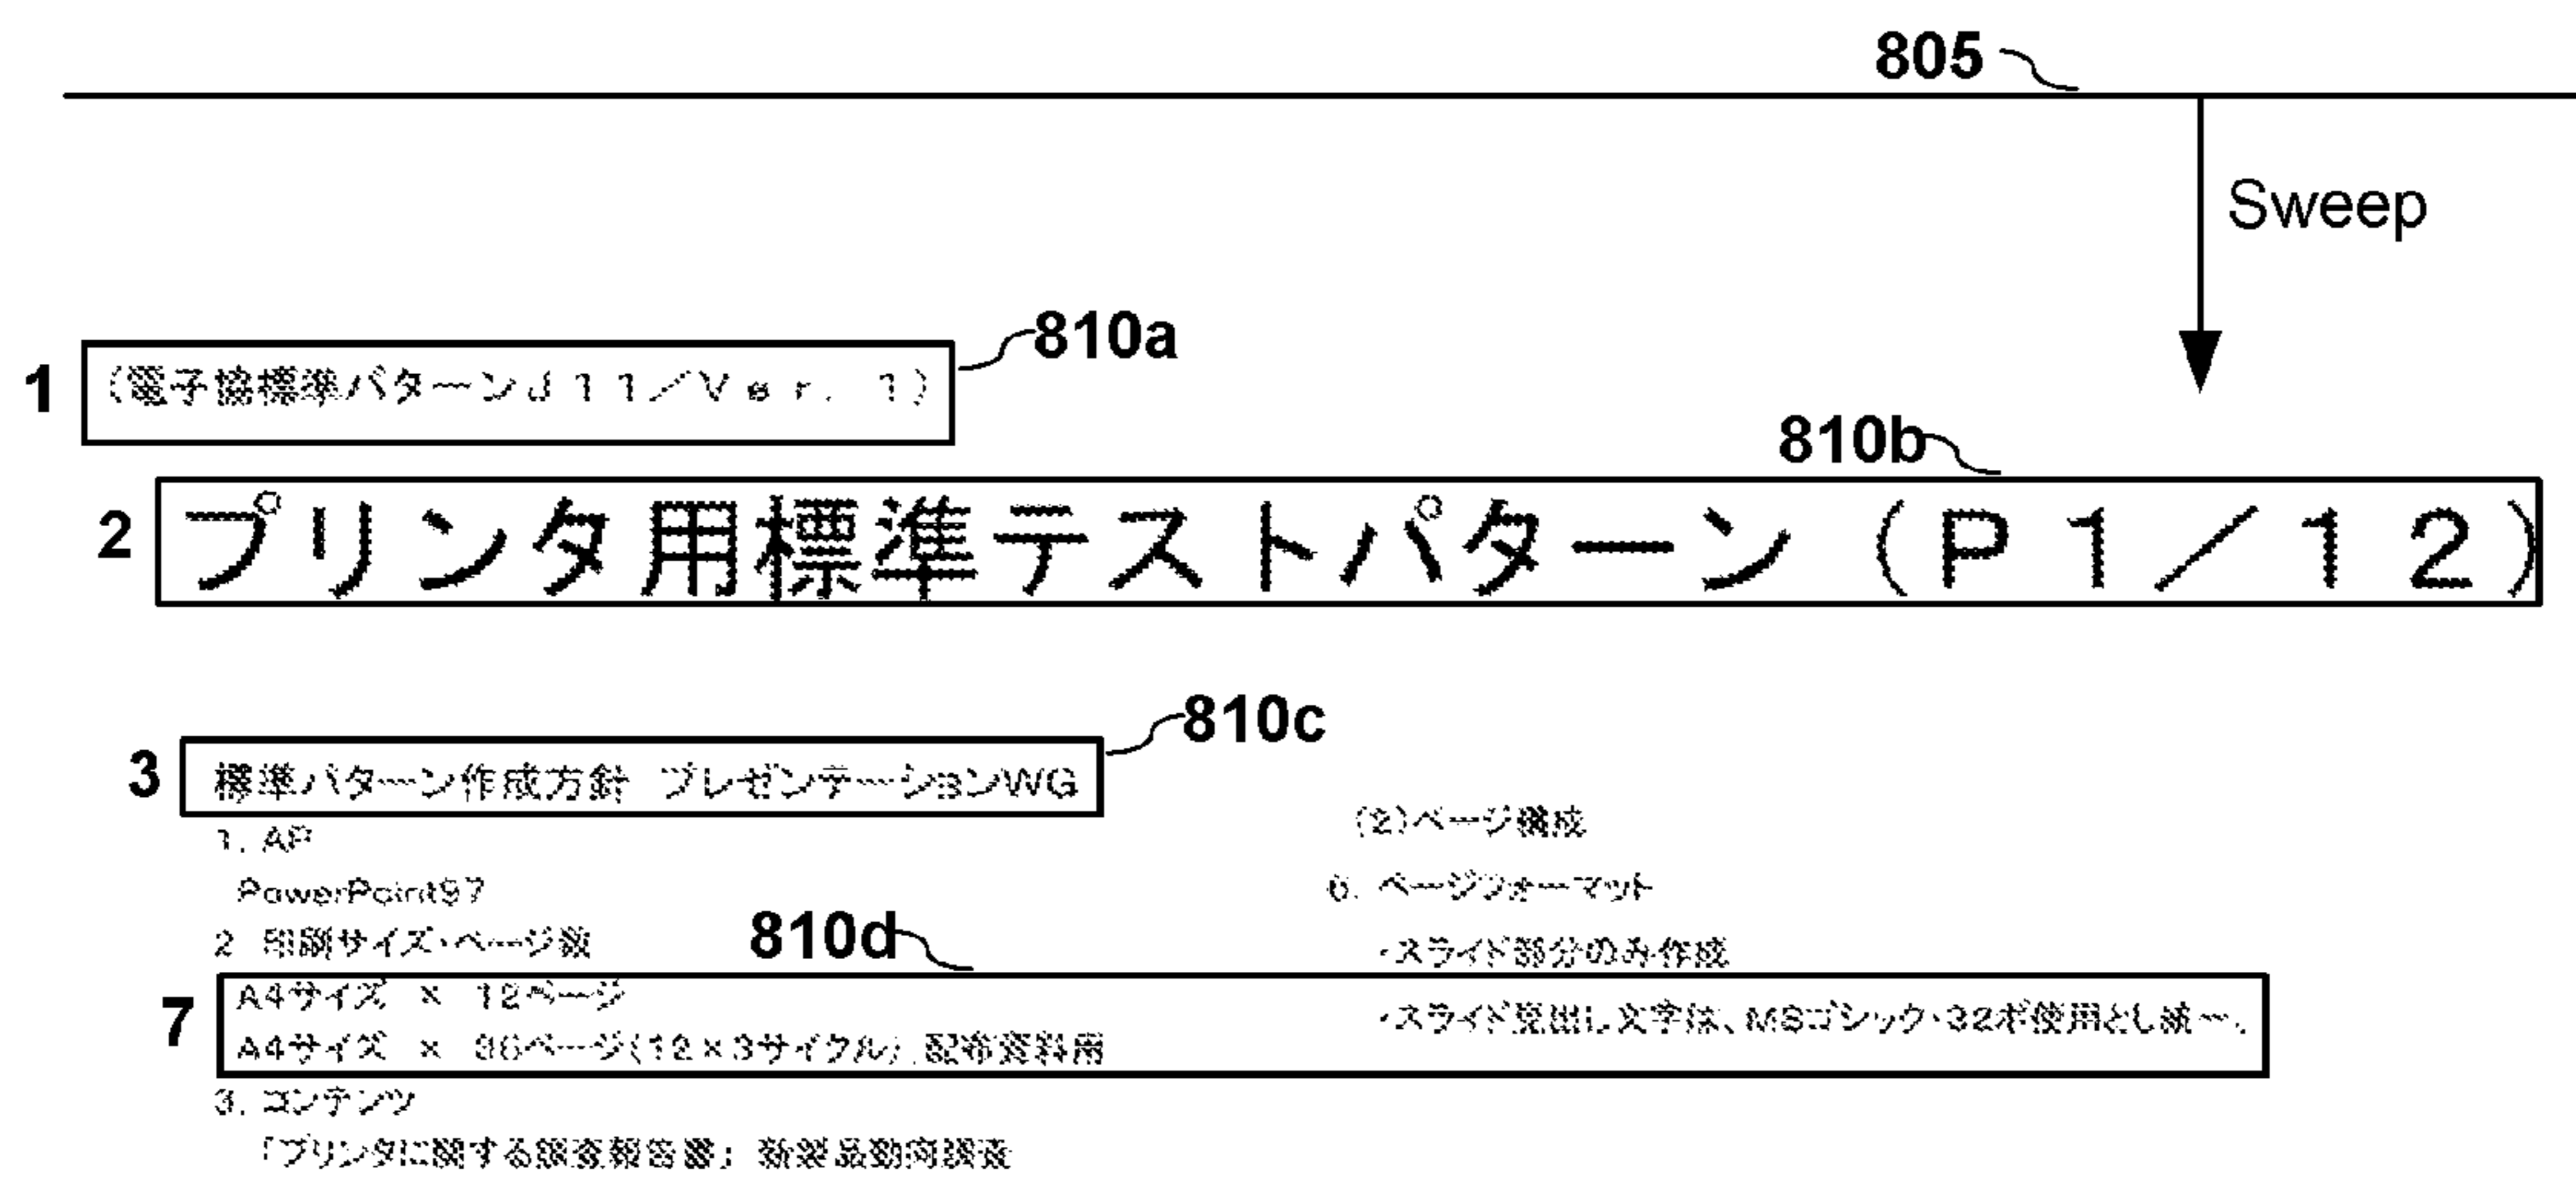 805
Sweep
810a
1 （電子協標準パターンJ11／Ver．1）
810b
2 プリンタ用標準テストパターン（P1／12）
810c
3 標準パターン作成方針 プレゼンテーションWG
1. AP
PowerPoint97
2 印刷サイズ・ページ数
810d
7 A4サイズ × 12ページ
A4サイズ × 36ページ(12×3サイクル) 配布資料用
3. コンテンツ
「プリンタに関する調査報告書」 新製品動向調査
(2)ページ構成
6. ページフォーマット
・スライド部分のみ作成
・スライド見出し文字は、MSゴシック・32ポ使用とし統一。